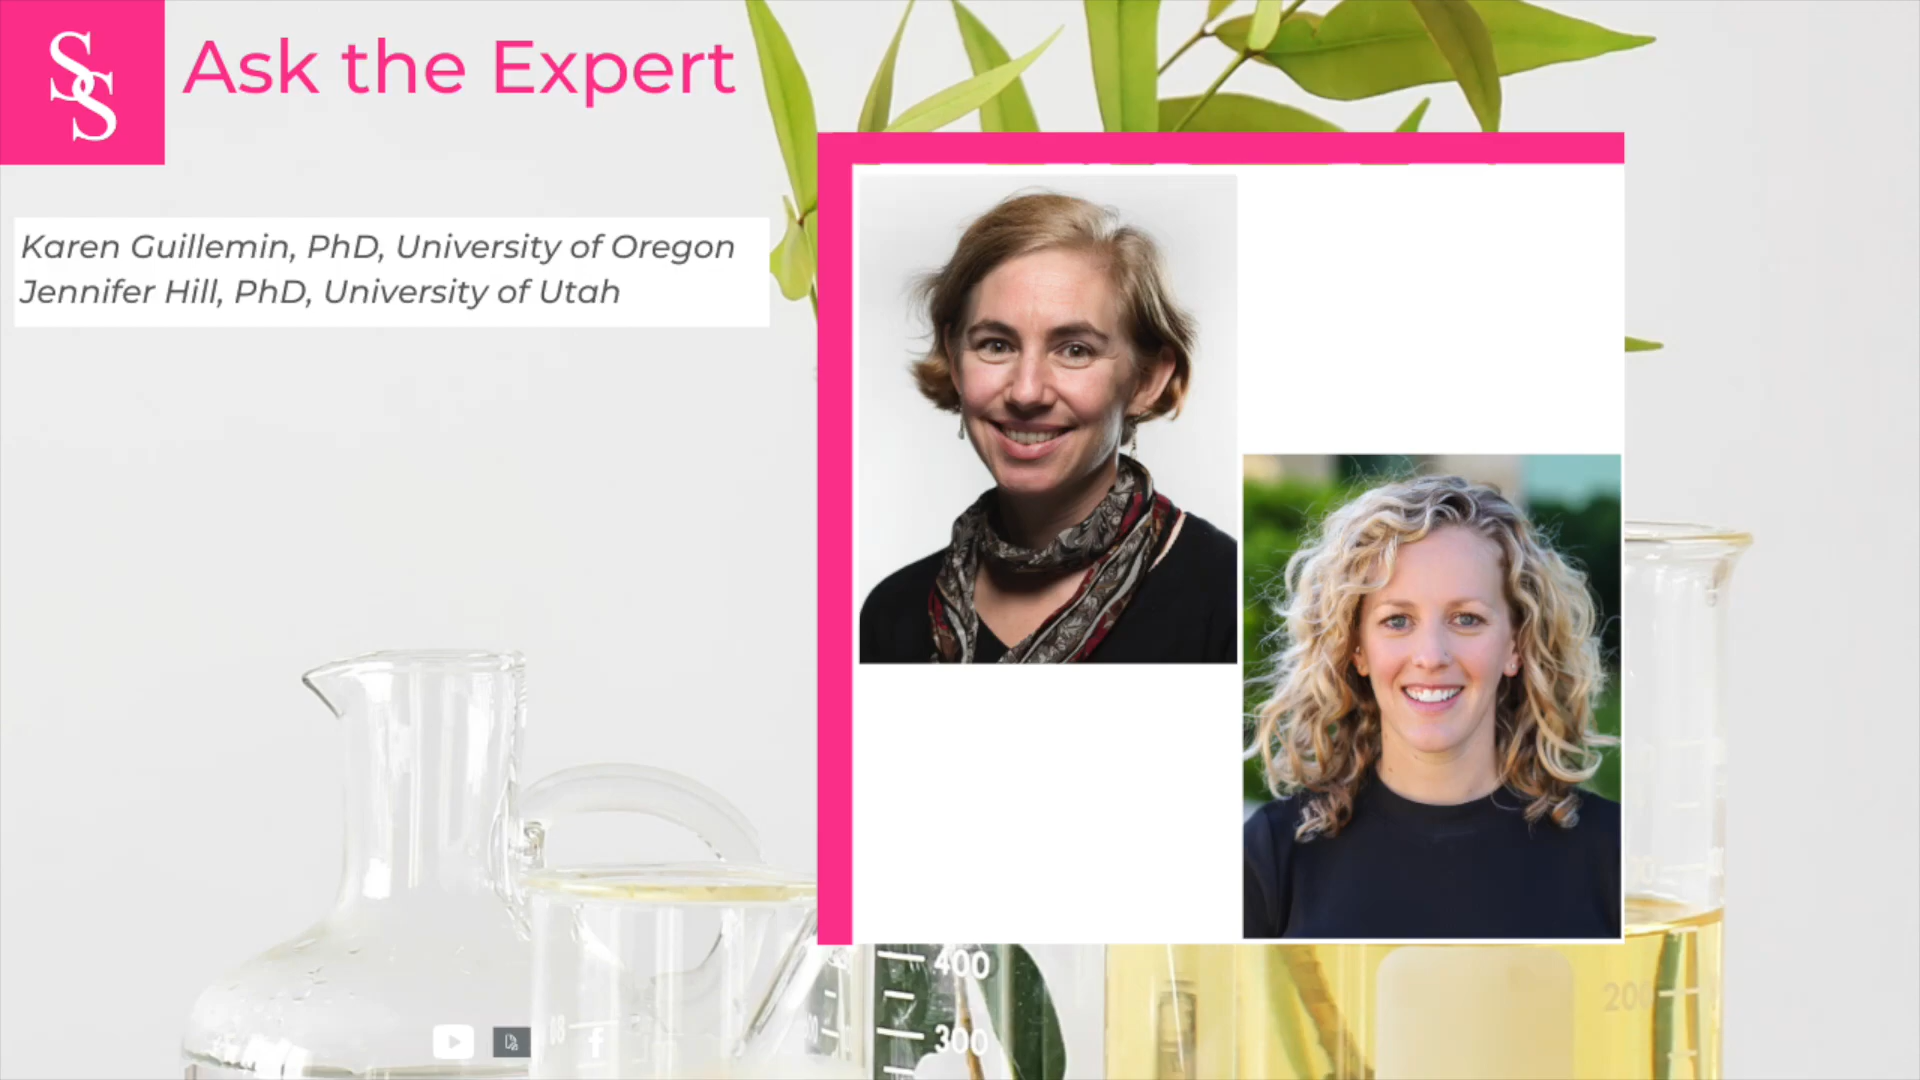 SS
Ask the Expert
Karen Guillemin, PhD, University of Oregon
Jennifer Hill, PhD, University of Utah
400
200
300